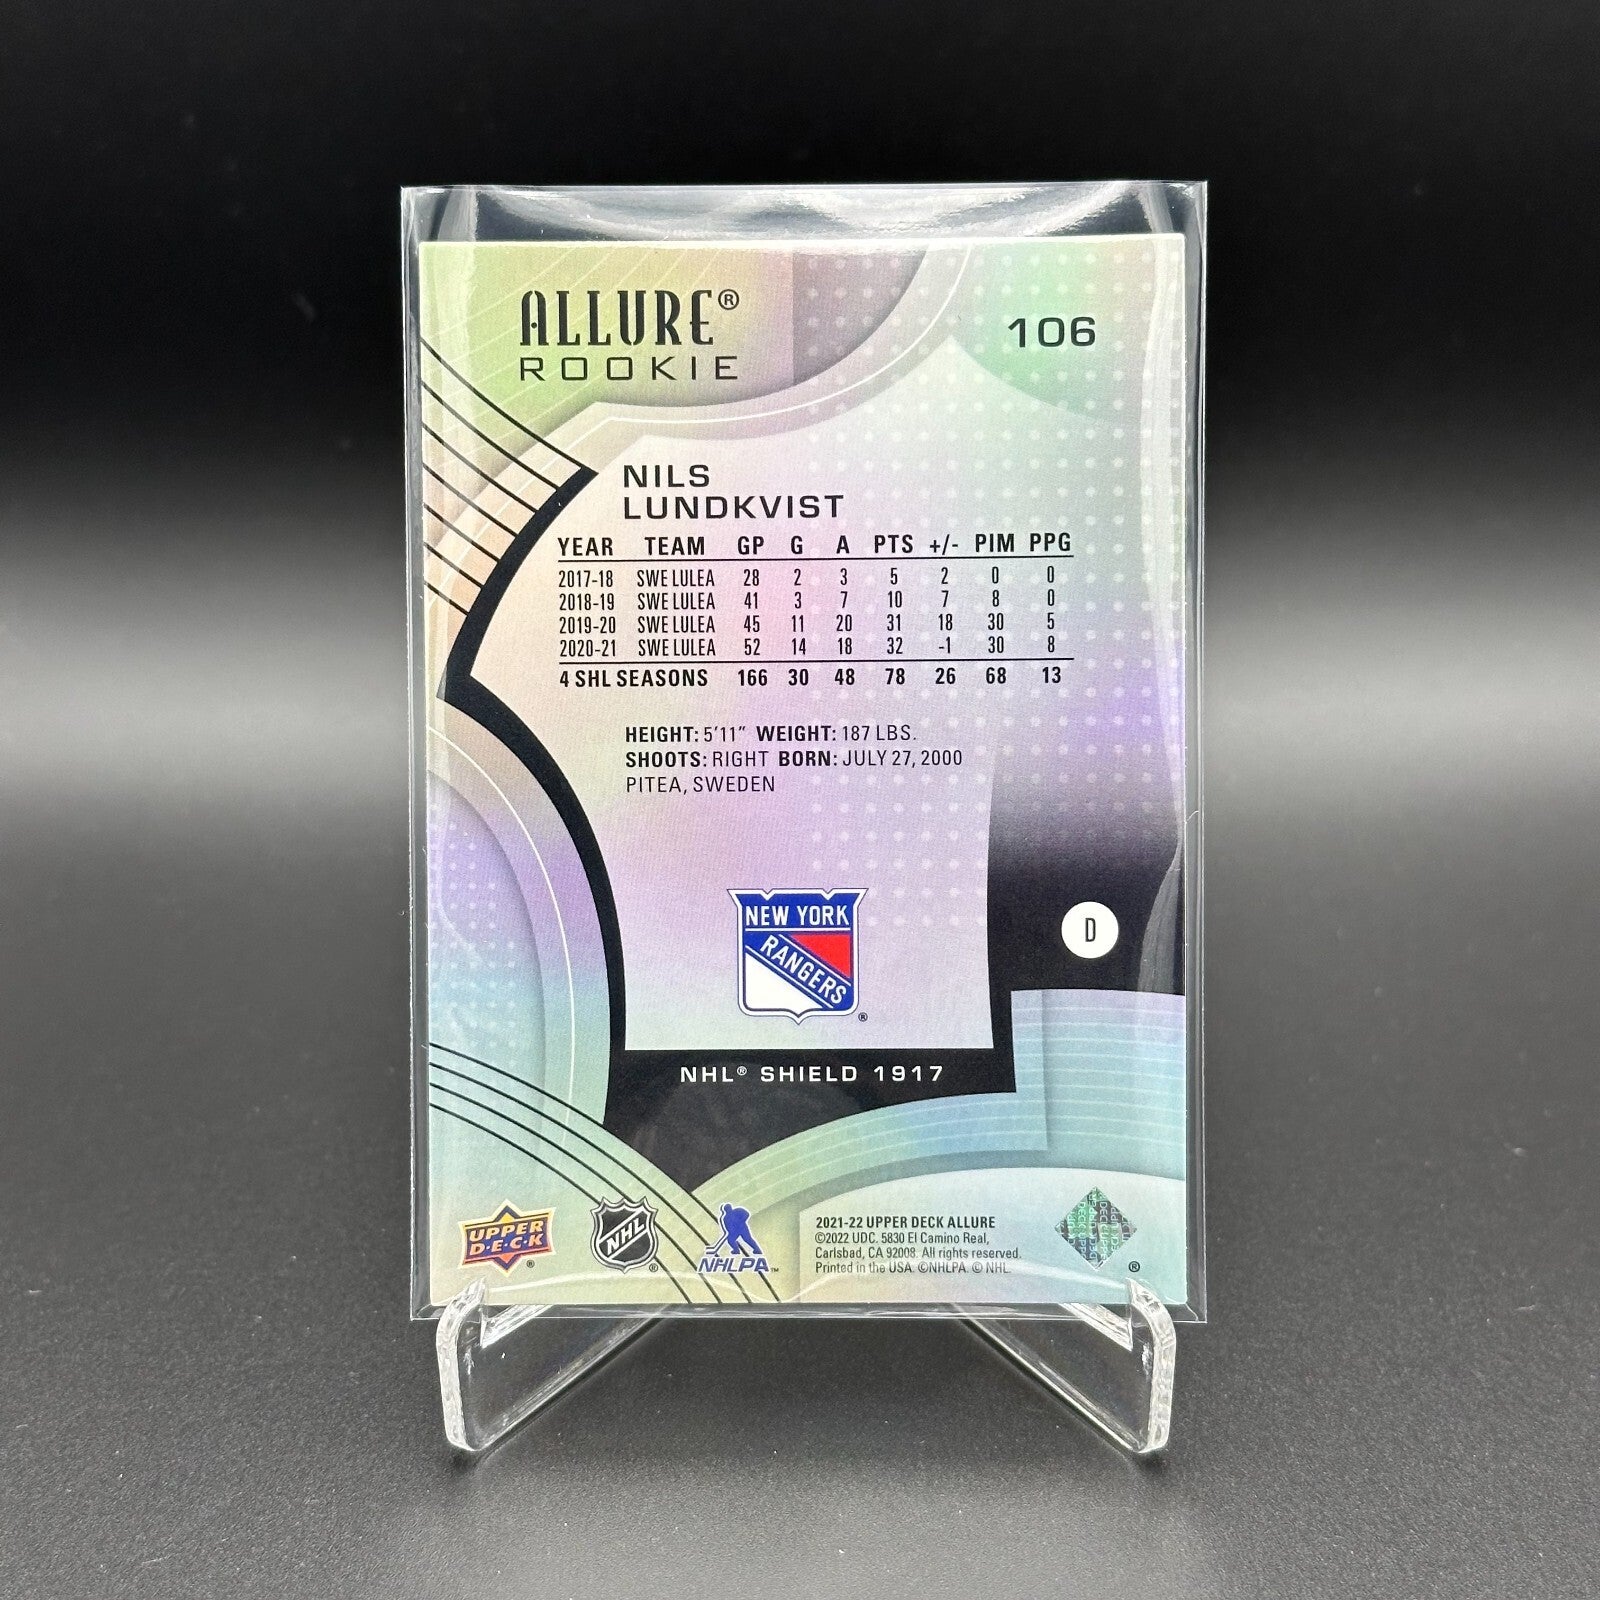 ALLURE®
ROOKIE
106
NILS
LUNDKVIST
YEAR TEAM GP G A PTS +/- PIM PPG
2017-18 SWE LULEA 28 2 3 5 2 0 0
2018-19 SWE LULEA 41 3 7 10 7 8 0
2019-20 SWE LULEA 45 11 20 31 18 30 5
2020-21 SWE LULEA 52 14 18 32 -1 30 8
4 SHL SEASONS 166 30 48 78 26 68 13
HEIGHT: 5'11" WEIGHT: 187 LBS.
SHOOTS: RIGHT BORN: JULY 27, 2000
PITEA, SWEDEN
NEW YORK
RANGERS
®
D
NHL® SHIELD 1917
UPPER
D·E·C·K
®
NHL
®
NHLPA™
2021-22 UPPER DECK ALLURE
©2022 UDC. 5830 El Camino Real,
Carlsbad, CA 92008. All rights reserved.
Printed in the USA. ©NHLPA. © NHL.
®